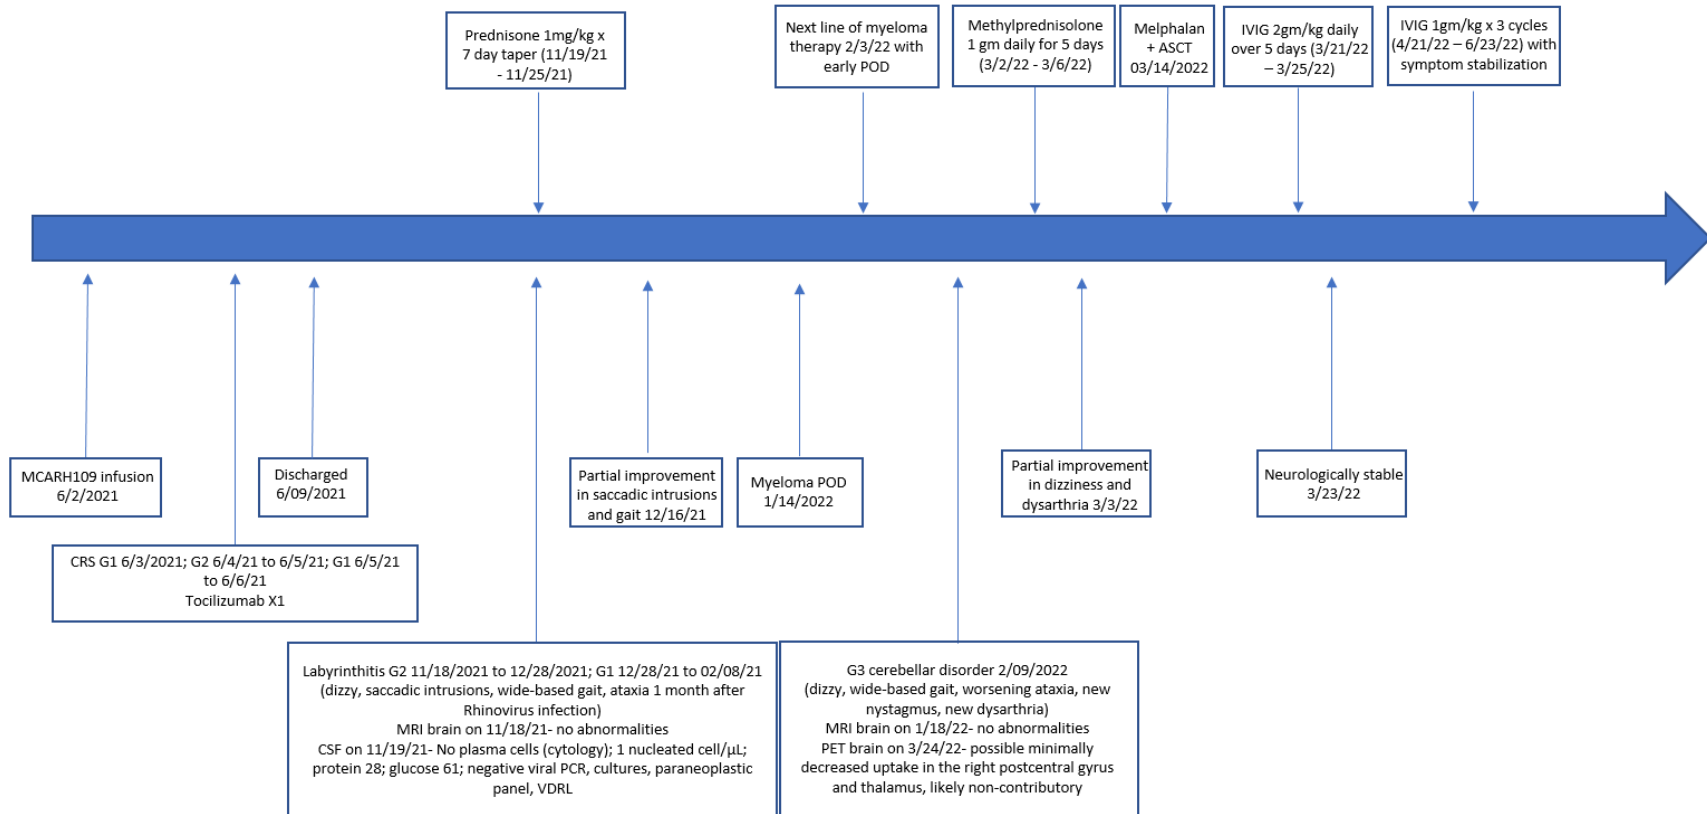 Prednisone 1mg/kg x
7 day taper (11/19/21
- 11/25/21)
Next line of myeloma
therapy 2/3/22 with
early POD
Methylprednisolone
1 gm daily for 5 days
(3/2/22 - 3/6/22)
Melphalan
+ ASCT
03/14/2022
IVIG 2gm/kg daily
over 5 days (3/21/22
– 3/25/22)
IVIG 1gm/kg x 3 cycles
(4/21/22 – 6/23/22) with
symptom stabilization
MCARH109 infusion
6/2/2021
Discharged
6/09/2021
Partial improvement
in saccadic intrusions
and gait 12/16/21
Myeloma POD
1/14/2022
Partial improvement
in dizziness and
dysarthria 3/3/22
Neurologically stable
3/23/22
CRS G1 6/3/2021; G2 6/4/21 to 6/5/21; G1 6/5/21
to 6/6/21
Tocilizumab X1
Labyrinthitis G2 11/18/2021 to 12/28/2021; G1 12/28/21 to 02/08/21
(dizzy, saccadic intrusions, wide-based gait, ataxia 1 month after
Rhinovirus infection)
MRI brain on 11/18/21- no abnormalities
CSF on 11/19/21- No plasma cells (cytology); 1 nucleated cell/µL;
protein 28; glucose 61; negative viral PCR, cultures, paraneoplastic
panel, VDRL
G3 cerebellar disorder 2/09/2022
(dizzy, wide-based gait, worsening ataxia, new
nystagmus, new dysarthria)
MRI brain on 1/18/22- no abnormalities
PET brain on 3/24/22- possible minimally
decreased uptake in the right postcentral gyrus
and thalamus, likely non-contributory